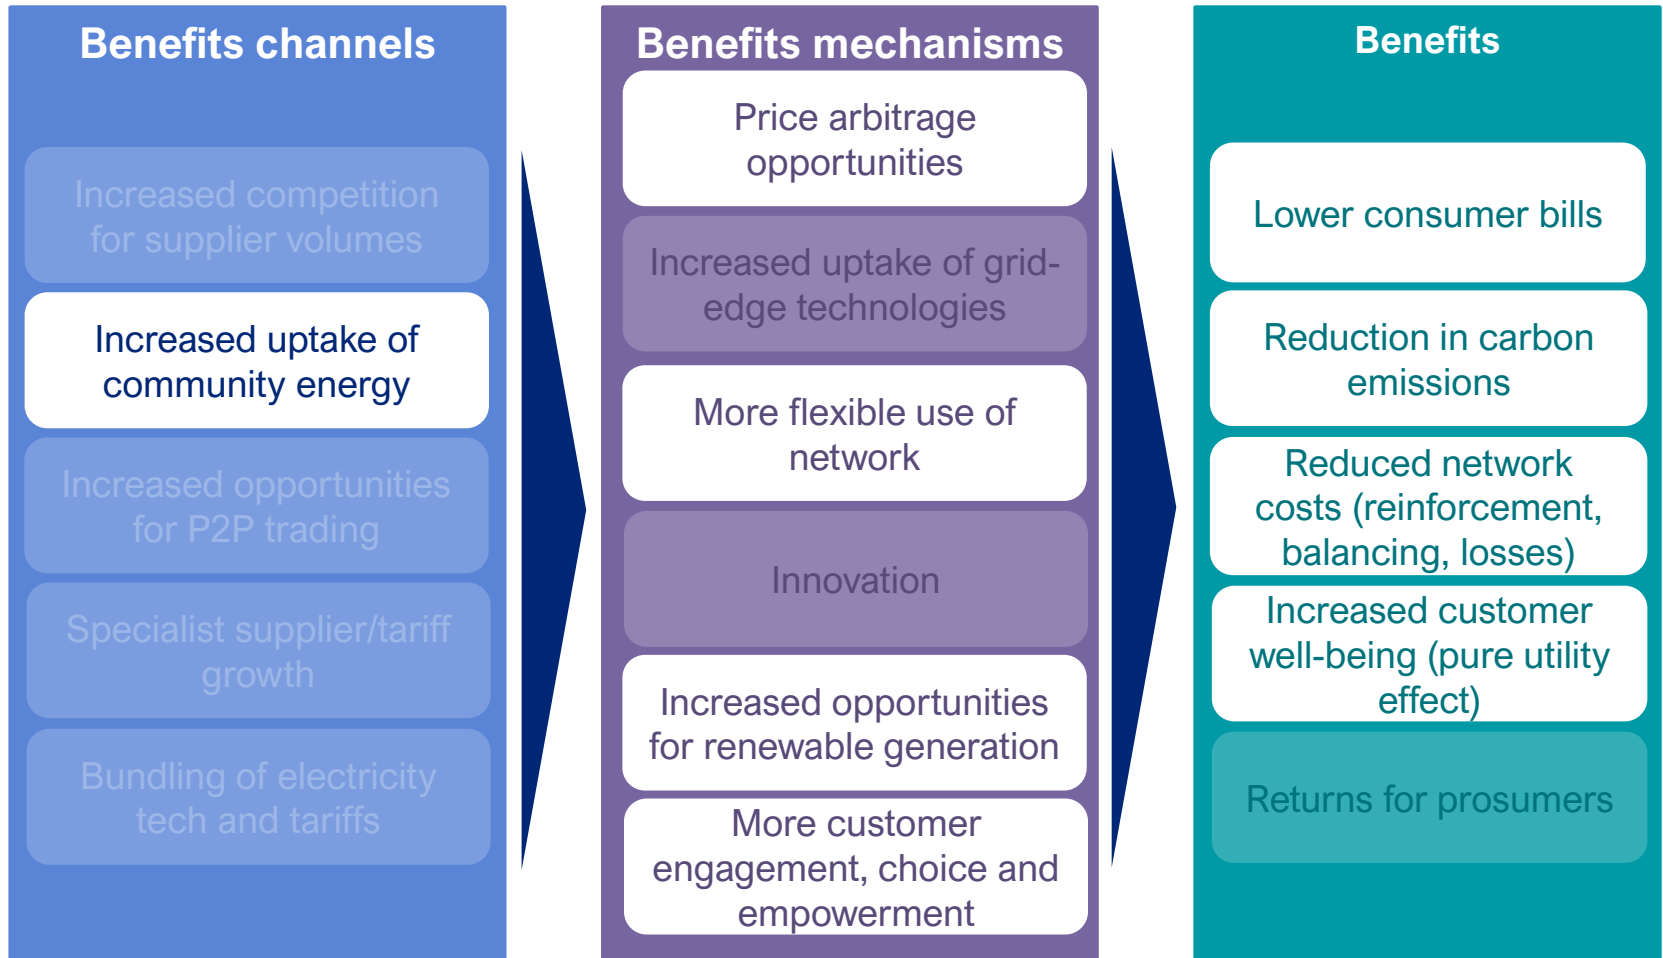 Benefits channels
Increased competition
for supplier volumes
Increased uptake of
community energy
Increased opportunities
for P2P trading
Specialist supplier/tariff
growth
Bundling of electricity
tech and tariffs
Benefits mechanisms
Price arbitrage
opportunities
Increased uptake of grid-
edge technologies
More flexible use of
network
Innovation
Increased opportunities
for renewable generation
More customer
engagement, choice and
empowerment
Benefits
Lower consumer bills
Reduction in carbon
emissions
Reduced network
costs (reinforcement,
balancing, losses)
Increased customer
well-being (pure utility
effect)
Returns for prosumers